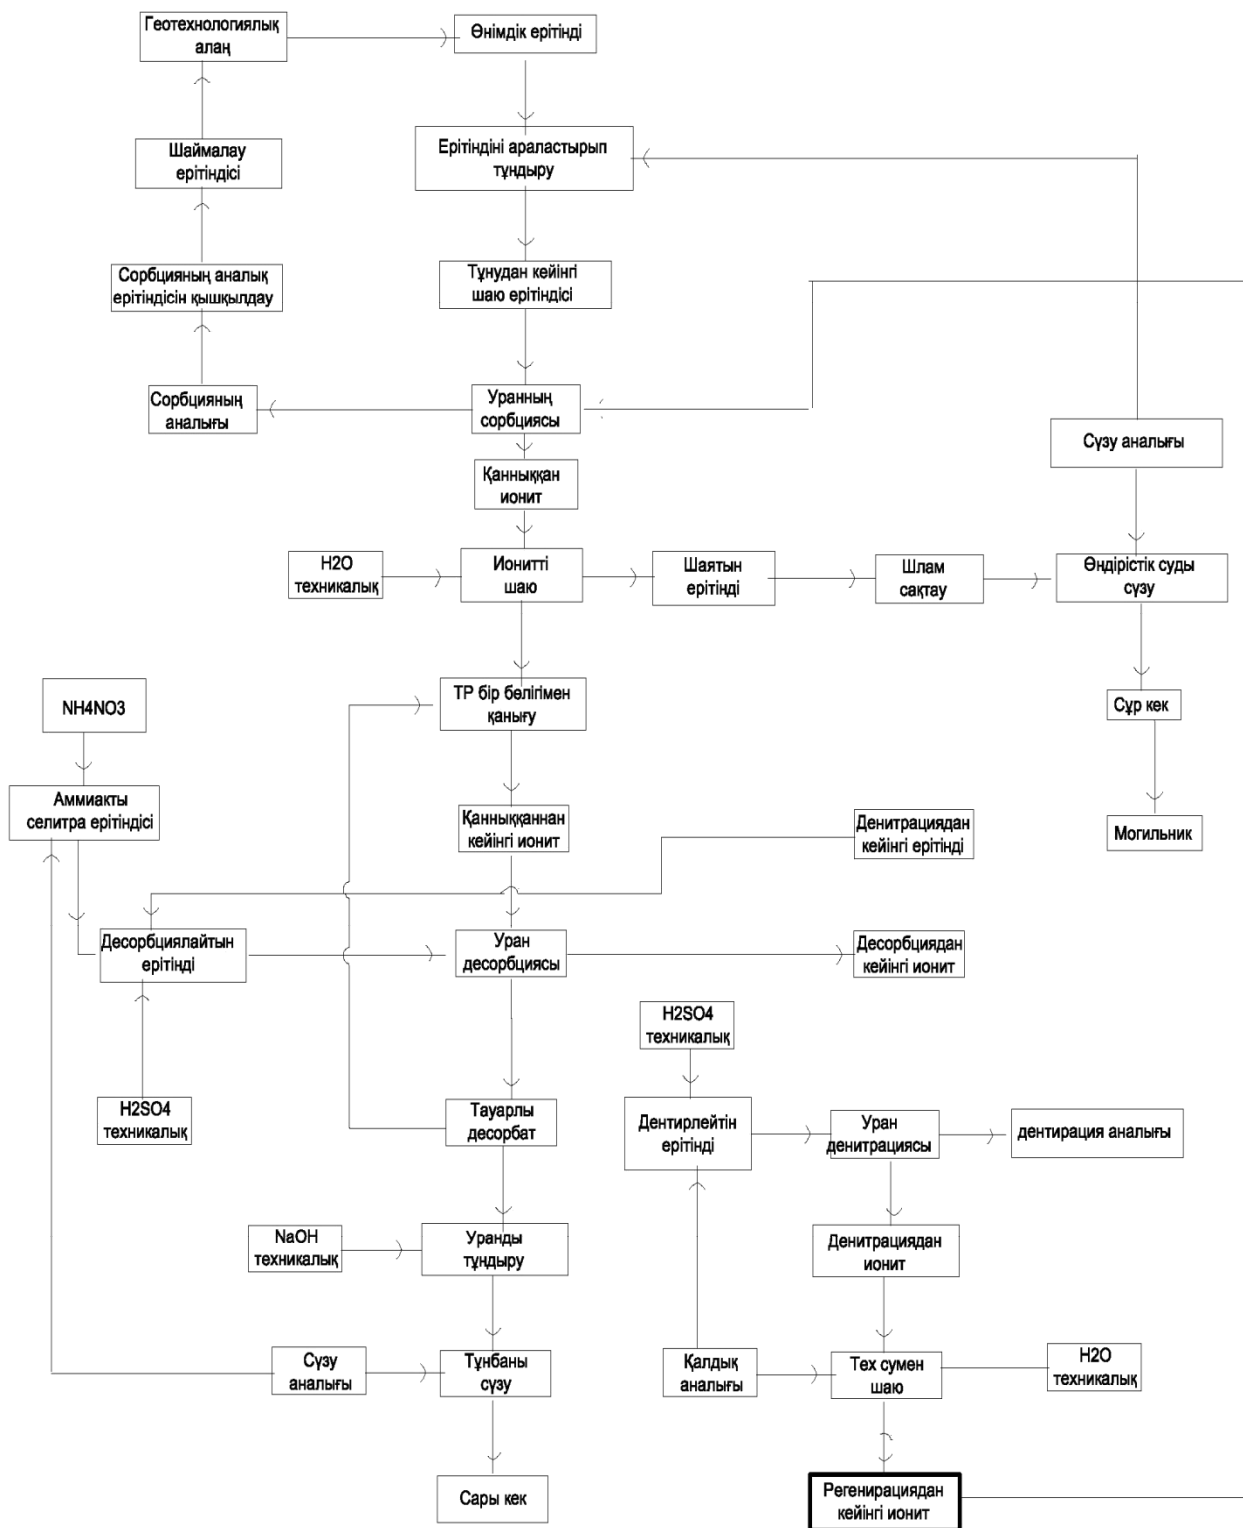 Геотехнологиялық
алаң
Өнімдік ерітінді
Шаймалау
ерітіндісі
Ерітіндіні араластырып
тұндыру
Сорбцияның аналық
ерітіндісін қышқылдау
Тұнудан кейінгі
шаю ерітіндісі
Сорбцияның
аналығы
Уранның
сорбциясы
Сүзу аналығы
Қанныққан
ионит
H2O
техникалық
Ионитті
шаю
Шаятын
ерітінді
Шлам
сақтау
Өндірістік суды
сүзу
NH4NO3
ТР бір бөлігімен
қанығу
Сұр кек
Аммиакты
селитра ерітіндісі
Қанныққаннан
кейінгі ионит
Денитрациядан
кейінгі ерітінді
Могильник
Десорбциялайтын
ерітінді
Уран
десорбциясы
Десорбциядан
кейінгі ионит
H2SO4
техникалық
H2SO4
техникалық
Тауарлы
десорбат
Дентирлейтін
ерітінді
Уран
денитрациясы
дентирация аналығы
NaOH
техникалық
Уранды
тұндыру
Денитрациядан
ионит
Сүзу
аналығы
Тұнбаны
сүзу
Қалдық
аналығы
Тех сумен
шаю
H2O
техникалық
Сары кек
Регенирациядан
кейінгі ионит